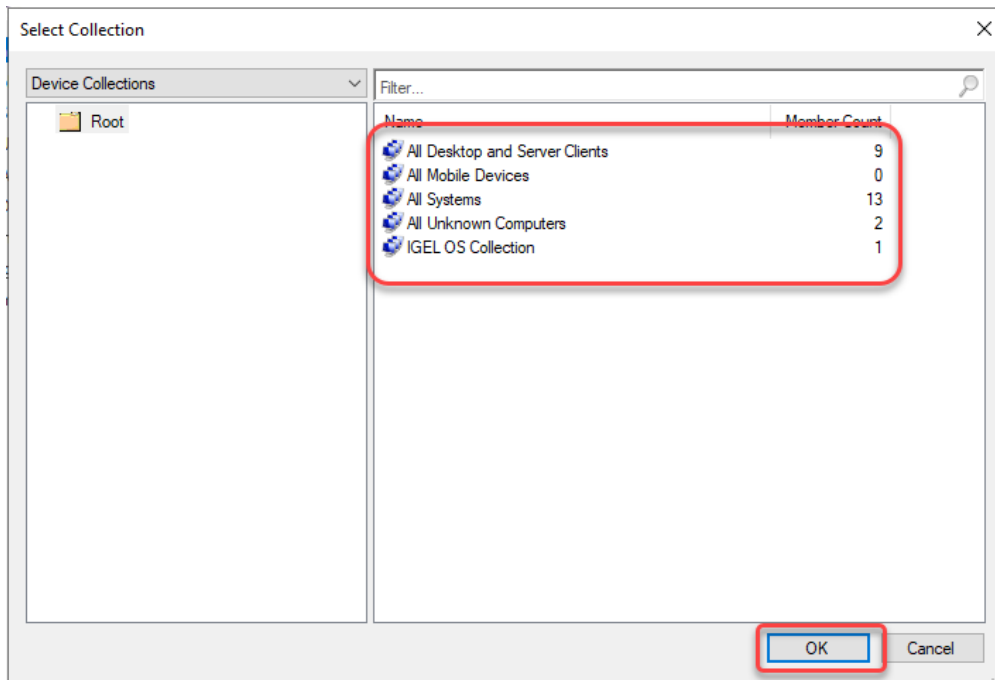 Select Collection
Device Collections
Filter...
Root
Name Member Count
All Desktop and Server Clients 9
All Mobile Devices 0
All Systems 13
All Unknown Computers 2
IGEL OS Collection 1
OK Cancel